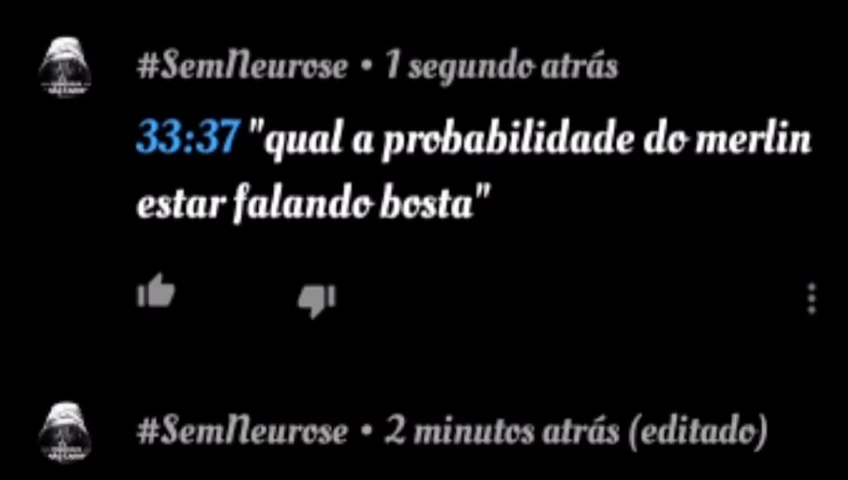 #SemNeurose • 1 segundo atrás
33:37 "qual a probabilidade do merlin
estar falando bosta"
#SemNeurose • 2 minutos atrás (editado)